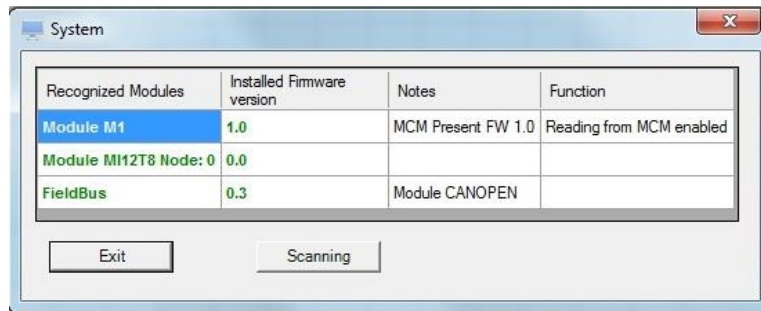 System
x
Recognized Modules Installed Firmware version Notes Function
Module M1 1.0 MCM Present FW 1.0 Reading from MCM enabled
Module MI12T8 Node: 0 0.0
FieldBus 0.3 Module CANOPEN
Exit Scanning